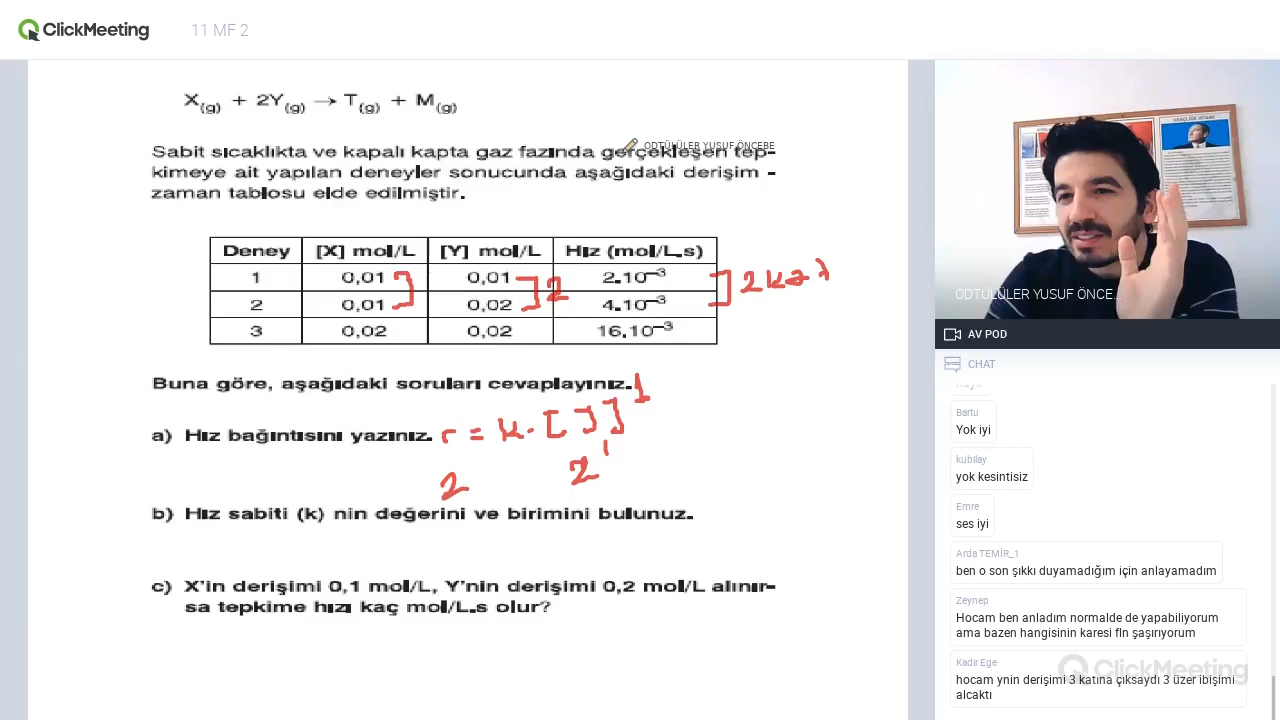 ClickMeeting
11 MF 2
X(g) + 2Y(g) → T(g) + M(g)
ODTÜLÜLER YUSUF ÖNCEBE
Sabit sıcaklıkta ve kapalı kapta gaz fazında gerçekleşen tep-
kimeye ait yapılan deneyler sonucunda aşağıdaki derişim -
zaman tablosu elde edilmiştir.
Deney [X] mol/L [Y] mol/L Hız (mol/L.s)
1 0,01 0,01 2.10⁻³
2 0,01 0,02 4.10⁻³
3 0,02 0,02 16.10⁻³
2
2 kat
Buna göre, aşağıdaki soruları cevaplayınız.
a) Hız bağıntısını yazınız.
r = k. [ ] ]¹
2 2¹
b) Hız sabiti (k) nin değerini ve birimini bulunuz.
c) X'in derişimi 0,1 mol/L, Y'nin derişimi 0,2 mol/L alınır-
sa tepkime hızı kaç mol/L.s olur?
ODTÜLÜLER YUSUF ÖNCE...
AV POD
CHAT
Bartu
Yok iyi
kubilay
yok kesintisiz
Emre
ses iyi
Arda TEMİR_1
ben o son şıkkı duyamadığım için anlayamadım
Zeynep
Hocam ben anladım normalde de yapabiliyorum
ama bazen hangisinin karesi fln şaşırıyorum
Kadir Ege
hocam ynin derişimi 3 katına çıksaydı 3 üzer ibişimi
alcaktı
ClickMeeting